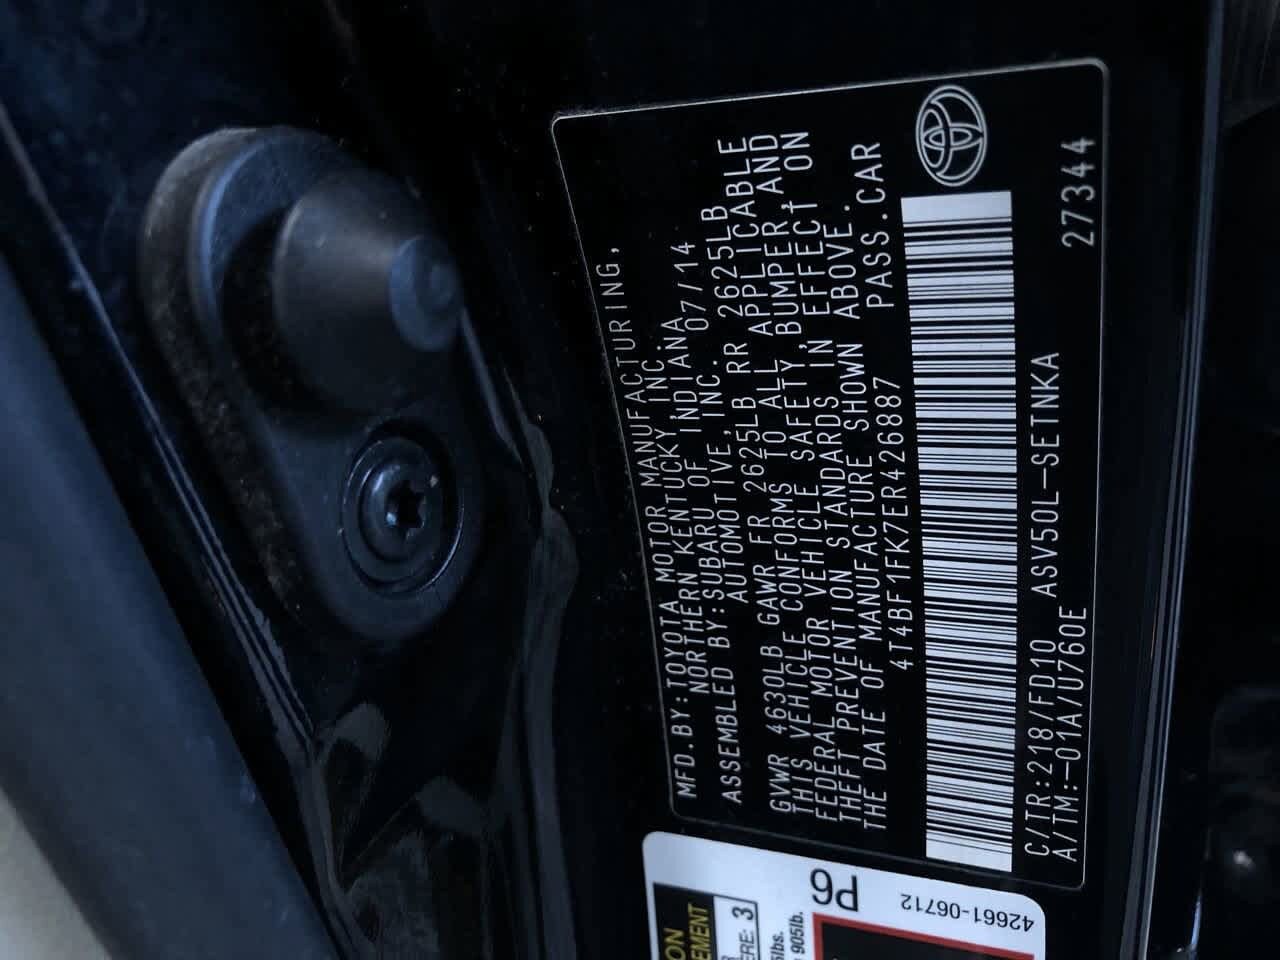 MFD.BY:TOYOTA MOTOR MANUFACTURING,
NORTHERN KENTUCKY,INC.
ASSEMBLED BY:SUBARU OF INDIANA
AUTOMOTIVE,INC. 07/14
GVWR 4630LB GAWR FR 2625LB RR 2625LB
THIS VEHICLE CONFORMS TO ALL APPLICABLE
FEDERAL MOTOR VEHICLE SAFETY,BUMPER,AND
THEFT PREVENTION STANDARDS IN EFFECT ON
THE DATE OF MANUFACTURE SHOWN ABOVE.
4T4BF1FK7ER426887 PASS.CAR
C/TR:218/FD10 ASV50L-SETNKA 27344
A/TM:-01A/U760E
P6
42661-06712
3
905lb.